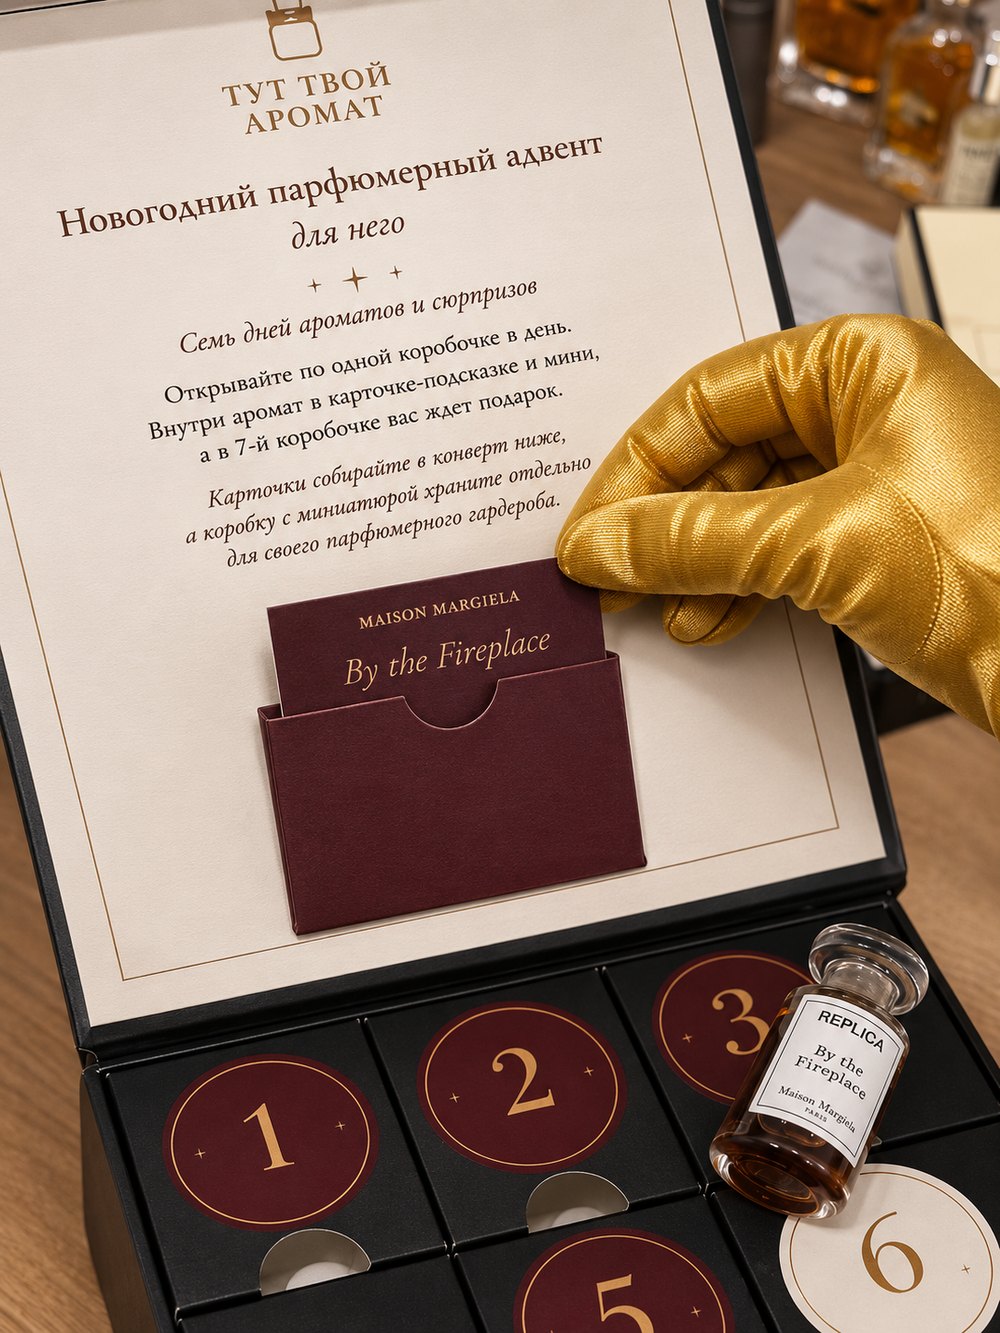 ТУТ ТВОЙ
АРОМАТ
Новогодний парфюмерный адвент
для него
Семь дней ароматов и сюрпризов
Открывайте по одной коробочке в день.
Внутри аромат в карточке-подсказке и мини,
а в 7-й коробочке вас ждет подарок.
Карточки собирайте в конверт ниже,
а коробку с миниатюрой храните отдельно
для своего парфюмерного гардероба.
MAISON MARGIELA
By the Fireplace
1
2
3
REPLICA
By the
Fireplace
Maison Margiela
PARIS
5
6